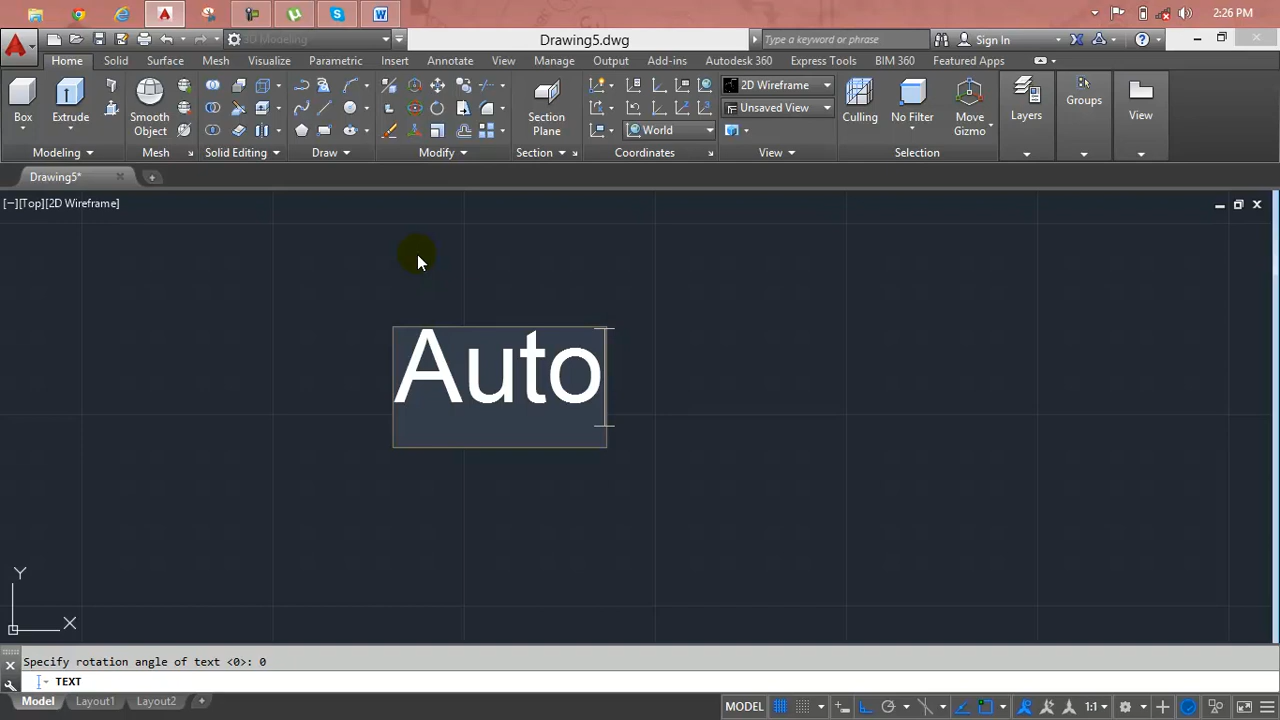 2:26 PM
3D Modeling
Drawing5.dwg
Type a keyword or phrase
Sign In
Home Solid Surface Mesh Visualize Parametric Insert Annotate View Manage Output Add-ins Autodesk 360 Express Tools BIM 360 Featured Apps
Box
Extrude
Smooth
Object
Section
Plane
2D Wireframe
Unsaved View
World
Culling
No Filter
Move
Gizmo
Layers
Groups
View
Modeling Mesh Solid Editing Draw Modify Section Coordinates View Selection
Drawing5*
[−][Top][2D Wireframe]
Auto
Y
X
Specify rotation angle of text <0>: 0
TEXT
Model Layout1 Layout2 +
MODEL
1:1